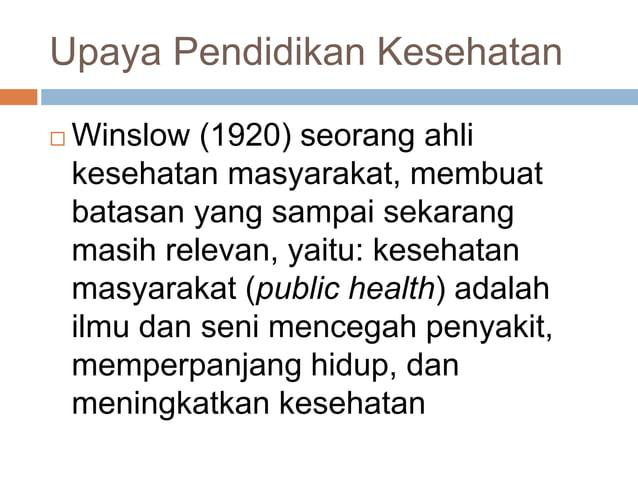 Upaya Pendidikan Kesehatan
Winslow (1920) seorang ahli
kesehatan masyarakat, membuat
batasan yang sampai sekarang
masih relevan, yaitu: kesehatan
masyarakat (public health) adalah
ilmu dan seni mencegah penyakit,
memperpanjang hidup, dan
meningkatkan kesehatan